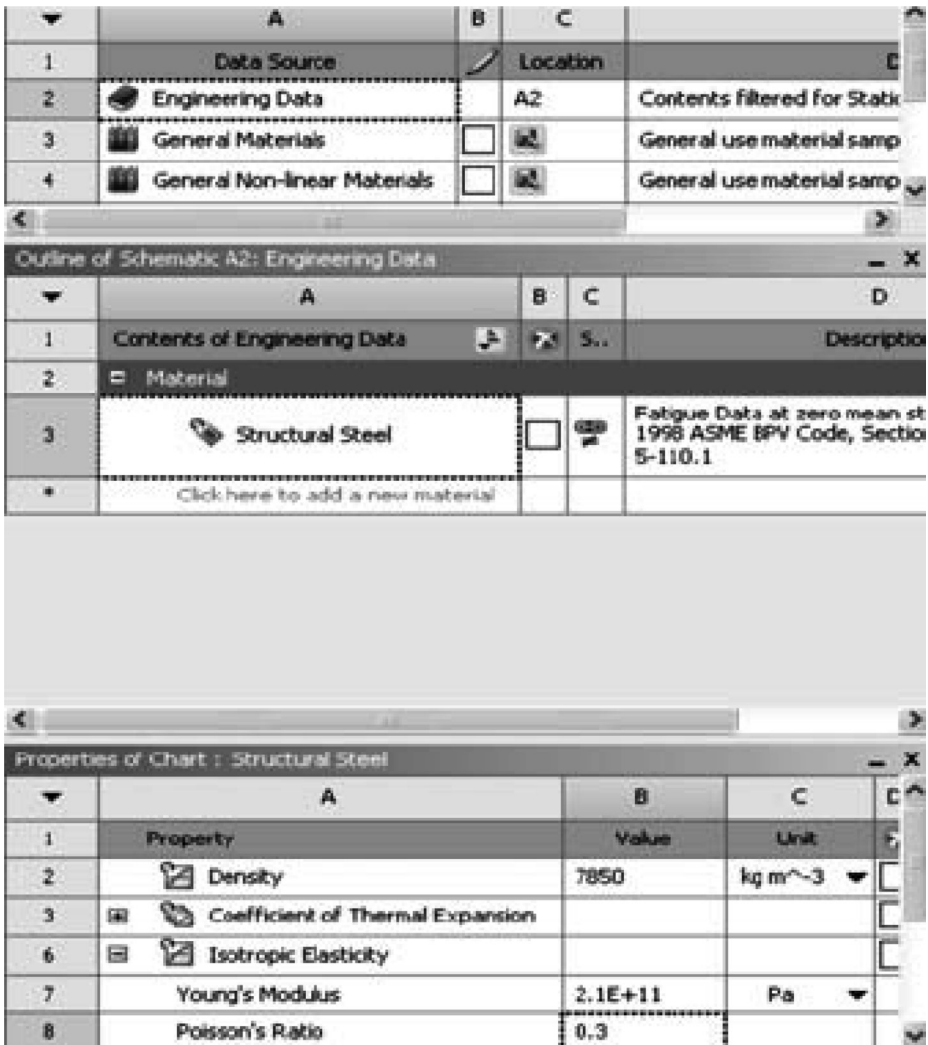 A B C
1 Data Source Location
2 Engineering Data A2 Contents filtered for Static
3 General Materials General use material samp
4 General Non-linear Materials General use material samp
Outline of Schematic A2: Engineering Data
A B C D
1 Contents of Engineering Data S.. Description
2 Material
3 Structural Steel Fatigue Data at zero mean st
1998 ASME BPV Code, Section
5-110.1
* Click here to add a new material
Properties of Chart : Structural Steel
A B C D
1 Property Value Unit
2 Density 7850 kg m^-3
3 Coefficient of Thermal Expansion
6 Isotropic Elasticity
7 Young's Modulus 2.1E+11 Pa
8 Poisson's Ratio 0.3